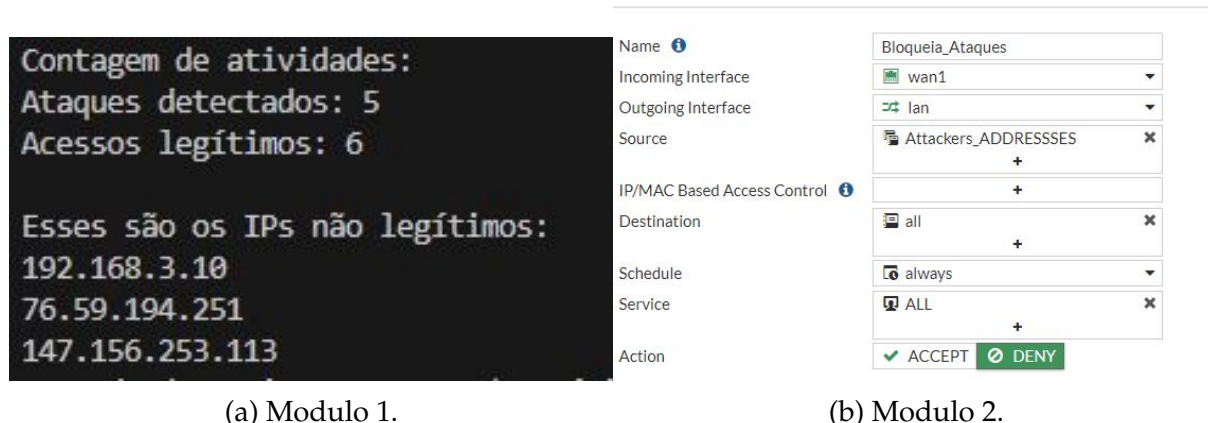 Contagem de atividades:
Ataques detectados: 5
Acessos legítimos: 6
Esses são os IPs não legítimos:
192.168.3.10
76.59.194.251
147.156.253.113
(a) Modulo 1.
Name
Bloqueia_Ataques
Incoming Interface
wan1
Outgoing Interface
lan
Source
Attackers_ADDRESSSES
+
IP/MAC Based Access Control
+
Destination
all
+
Schedule
always
Service
ALL
+
Action
ACCEPT DENY
(b) Modulo 2.